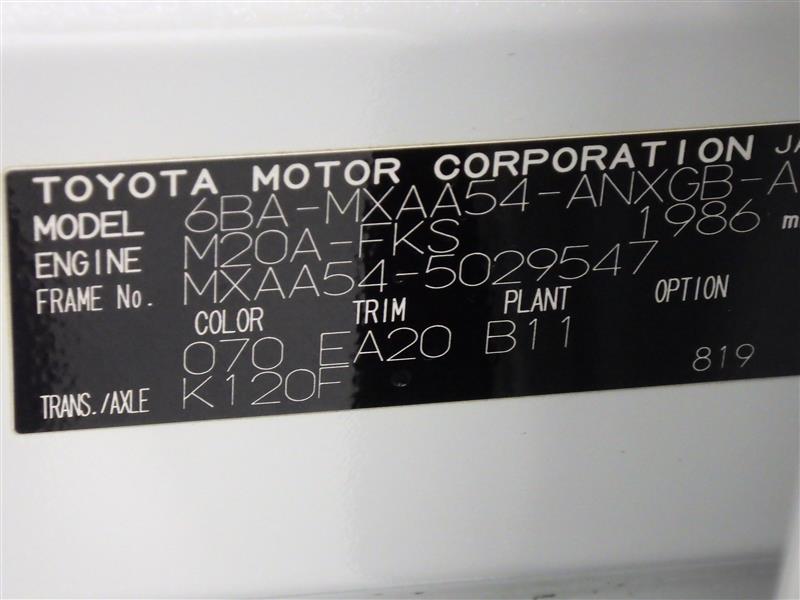 TOYOTA MOTOR CORPORATION JA
MODEL 6BA-MXAA54-ANXGB-A
ENGINE M20A-FKS 1986 m
FRAME No. MXAA54-5029547
COLOR TRIM PLANT OPTION
070 EA20 B11
TRANS./AXLE K120F 819